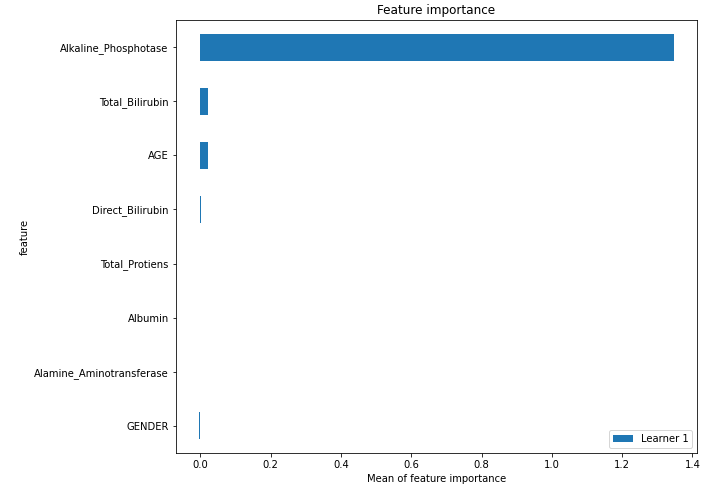 Feature importance
Alkaline_Phosphotase
Total_Bilirubin
AGE
Direct_Bilirubin
Total_Protiens
Albumin
Alamine_Aminotransferase
GENDER
feature
Learner 1
0.0 0.2 0.4 0.6 0.8 1.0 1.2 1.4
Mean of feature importance